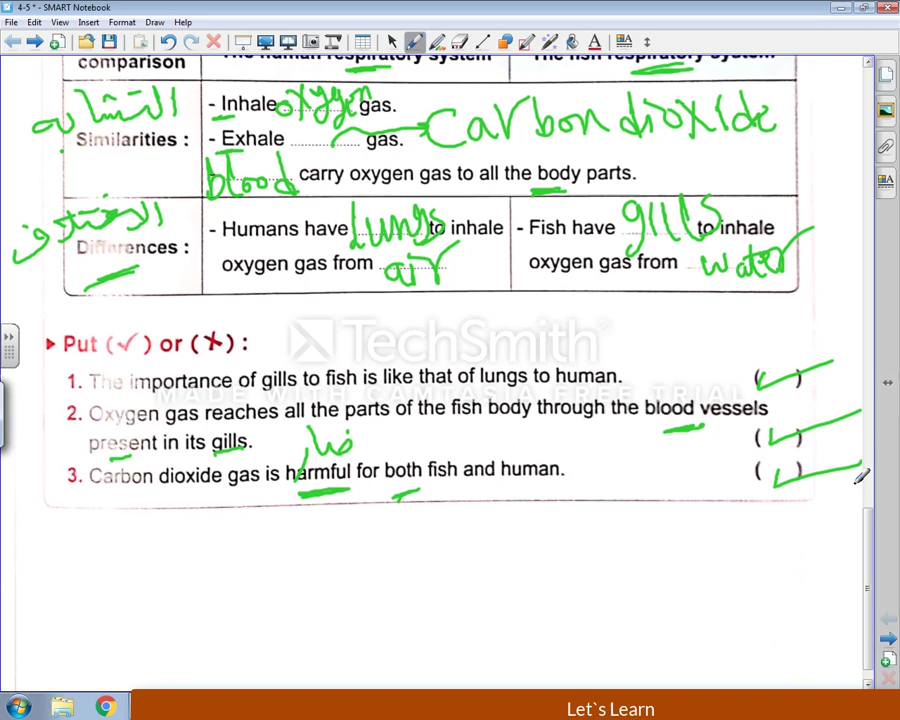 4-5 * - SMART Notebook
File Edit View Insert Format Draw Help
comparison The human respiratory system The fish respiratory system
التشابه
Similarities :
- Inhale oxygen gas.
- Exhale ............ gas. Carbon dioxide
- blood carry oxygen gas to all the body parts.
الاختلاف
Differences :
- Humans have lungs to inhale
oxygen gas from air
- Fish have gills to inhale
oxygen gas from water
Put (✓) or (✗) :
TechSmith®
MADE WITH CAMTASIA FREE TRIAL
1. The importance of gills to fish is like that of lungs to human. (✓)
2. Oxygen gas reaches all the parts of the fish body through the blood vessels
present in its gills. (✓)
ضار
3. Carbon dioxide gas is harmful for both fish and human. (✓)
Let`s Learn